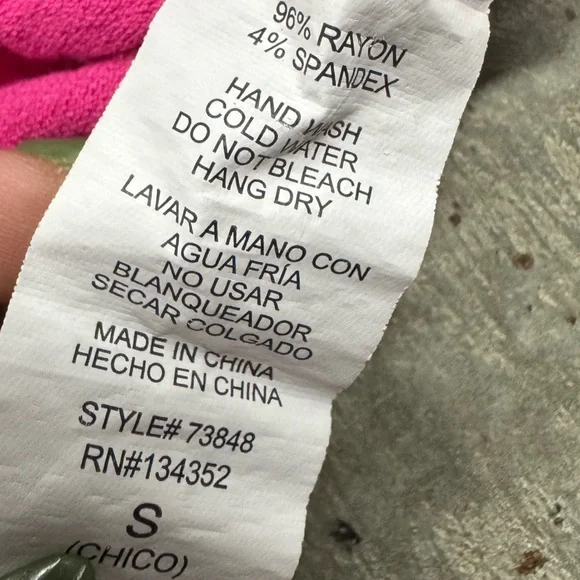 96% RAYON
4% SPANDEX
HAND WASH
COLD WATER
DO NOT BLEACH
HANG DRY
LAVAR A MANO CON
AGUA FRÍA
NO USAR
BLANQUEADOR
SECAR COLGADO
MADE IN CHINA
HECHO EN CHINA
STYLE# 73848
RN#134352
S
(CHICO)